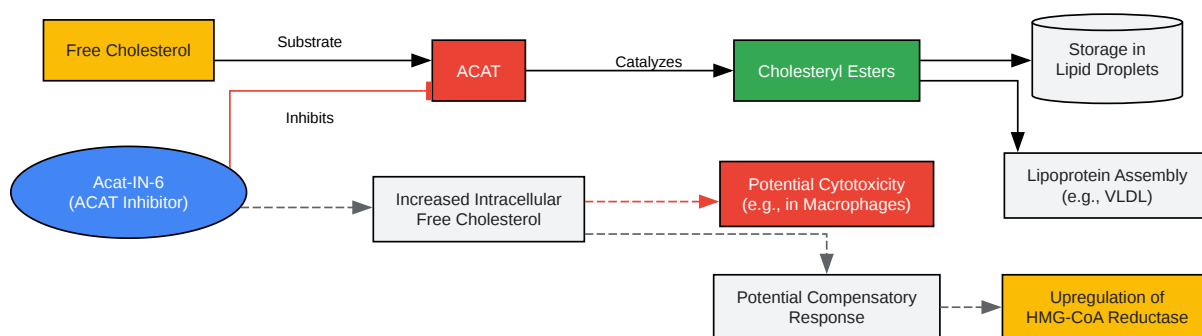 Free Cholesterol
Substrate
ACAT
Catalyzes
Cholesteryl Esters
Storage in
Lipid Droplets
Inhibits
Acat-IN-6
(ACAT Inhibitor)
Increased Intracellular
Free Cholesterol
Potential Cytotoxicity
(e.g., in Macrophages)
Lipoprotein Assembly
(e.g., VLDL)
Potential Compensatory
Response
Upregulation of
HMG-CoA Reductase